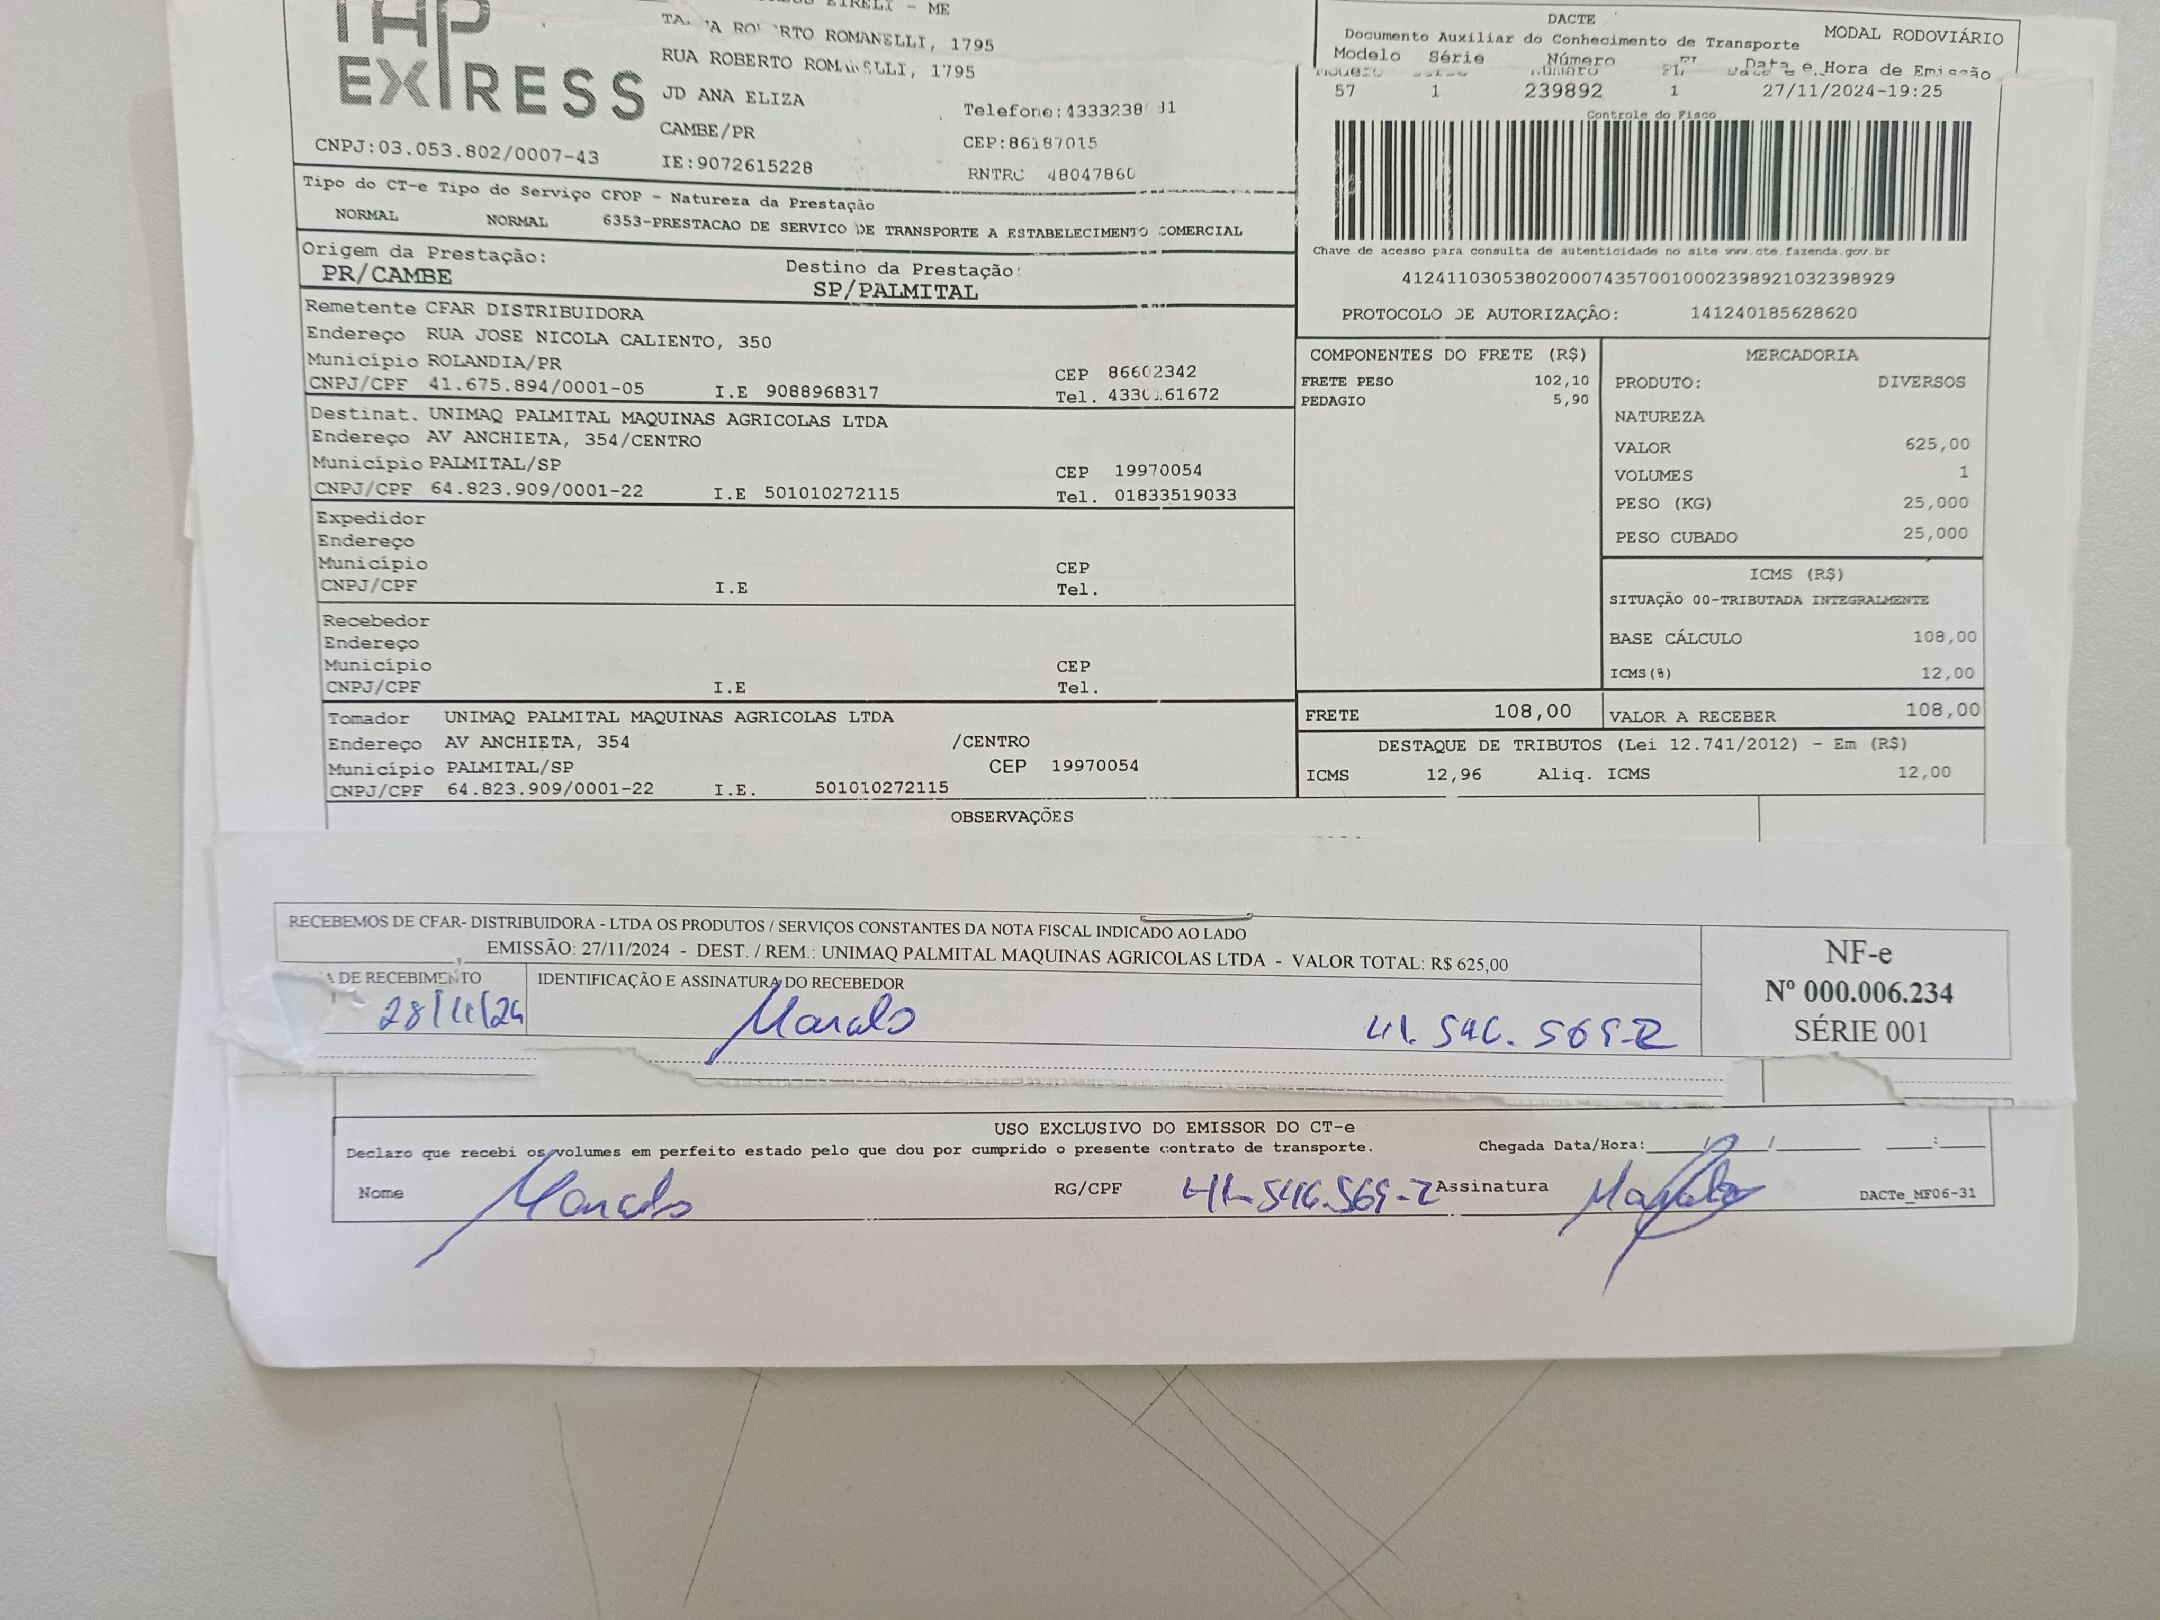 TAP
EXPRESS
EIRELI - ME
ROBERTO ROMANELLI, 1795
RUA ROBERTO ROMANELLI, 1795
JD ANA ELIZA
CAMBE/PR
Telefone:4333238
CEP:86187015
CNPJ:03.053.802/0007-43
IE:9072615228
RNTRC 48047860
DACTE
Documento Auxiliar do Conhecimento de Transporte
MODAL RODOVIÁRIO
Modelo Série Número FL Data e Hora de Emissão
57 1 239892 1 27/11/2024-19:25
Controle do Fisco
Chave de acesso para consulta de autenticidade no site www.cte.fazenda.gov.br
41241103053802000743570010002398921032398929
PROTOCOLO DE AUTORIZAÇÃO: 141240185628620
Tipo do CT-e Tipo do Serviço CFOP - Natureza da Prestação
NORMAL NORMAL 6353-PRESTACAO DE SERVICO DE TRANSPORTE A ESTABELECIMENTO COMERCIAL
Origem da Prestação:
PR/CAMBE
Destino da Prestação:
SP/PALMITAL
Remetente CFAR DISTRIBUIDORA
Endereço RUA JOSE NICOLA CALIENTO, 350
Município ROLANDIA/PR CEP 86602342
CNPJ/CPF 41.675.894/0001-05 I.E 9088968317 Tel.
Destinat. UNIMAQ PALMITAL MAQUINAS AGRICOLAS LTDA
Endereço AV ANCHIETA, 354/CENTRO
Município PALMITAL/SP CEP 19970054
CNPJ/CPF 64.823.909/0001-22 I.E 501010272115 Tel. 01833519033
Expedidor
Endereço
Município CEP
CNPJ/CPF I.E Tel.
Recebedor
Endereço
Município CEP
CNPJ/CPF I.E Tel.
Tomador UNIMAQ PALMITAL MAQUINAS AGRICOLAS LTDA
Endereço AV ANCHIETA, 354 /CENTRO
Município PALMITAL/SP CEP 19970054
CNPJ/CPF 64.823.909/0001-22 I.E. 501010272115
COMPONENTES DO FRETE (R$)
FRETE PESO 102,10
PEDAGIO 5,90
MERCADORIA
PRODUTO: DIVERSOS
NATUREZA
VALOR 625,00
VOLUMES 1
PESO (KG) 25,000
PESO CUBADO 25,000
ICMS (R$)
SITUAÇÃO 00-TRIBUTADA INTEGRALMENTE
BASE CÁLCULO 108,00
ICMS(%) 12,00
FRETE 108,00 VALOR A RECEBER 108,00
DESTAQUE DE TRIBUTOS (Lei 12.741/2012) - Em (R$)
ICMS 12,96 Aliq. ICMS 12,00
OBSERVAÇÕES
RECEBEMOS DE CFAR- DISTRIBUIDORA - LTDA OS PRODUTOS / SERVIÇOS CONSTANTES DA NOTA FISCAL INDICADO AO LADO
EMISSÃO: 27/11/2024 - DEST. / REM.: UNIMAQ PALMITAL MAQUINAS AGRICOLAS LTDA - VALOR TOTAL: R$ 625,00
DE RECEBIMENTO IDENTIFICAÇÃO E ASSINATURA DO RECEBEDOR
28/11/24
NF-e
Nº 000.006.234
SÉRIE 001
USO EXCLUSIVO DO EMISSOR DO CT-e
Declaro que recebi os volumes em perfeito estado pelo que dou por cumprido o presente contrato de transporte. Chegada Data/Hora: / / :
Nome RG/CPF Assinatura DACTe_MF06-31